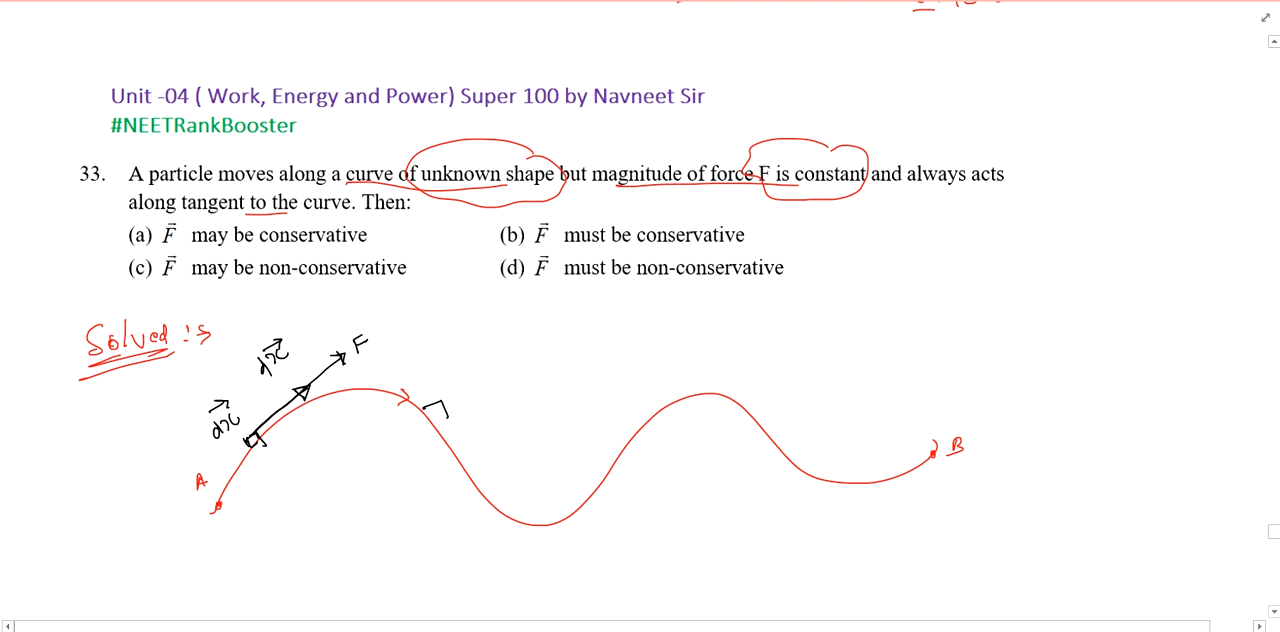 Unit -04 ( Work, Energy and Power) Super 100 by Navneet Sir
#NEETRankBooster
33. A particle moves along a curve of unknown shape but magnitude of force F is constant and always acts
along tangent to the curve. Then:
(a) F⃗ may be conservative (b) F⃗ must be conservative
(c) F⃗ may be non-conservative (d) F⃗ must be non-conservative
Solved :→
F
A
B